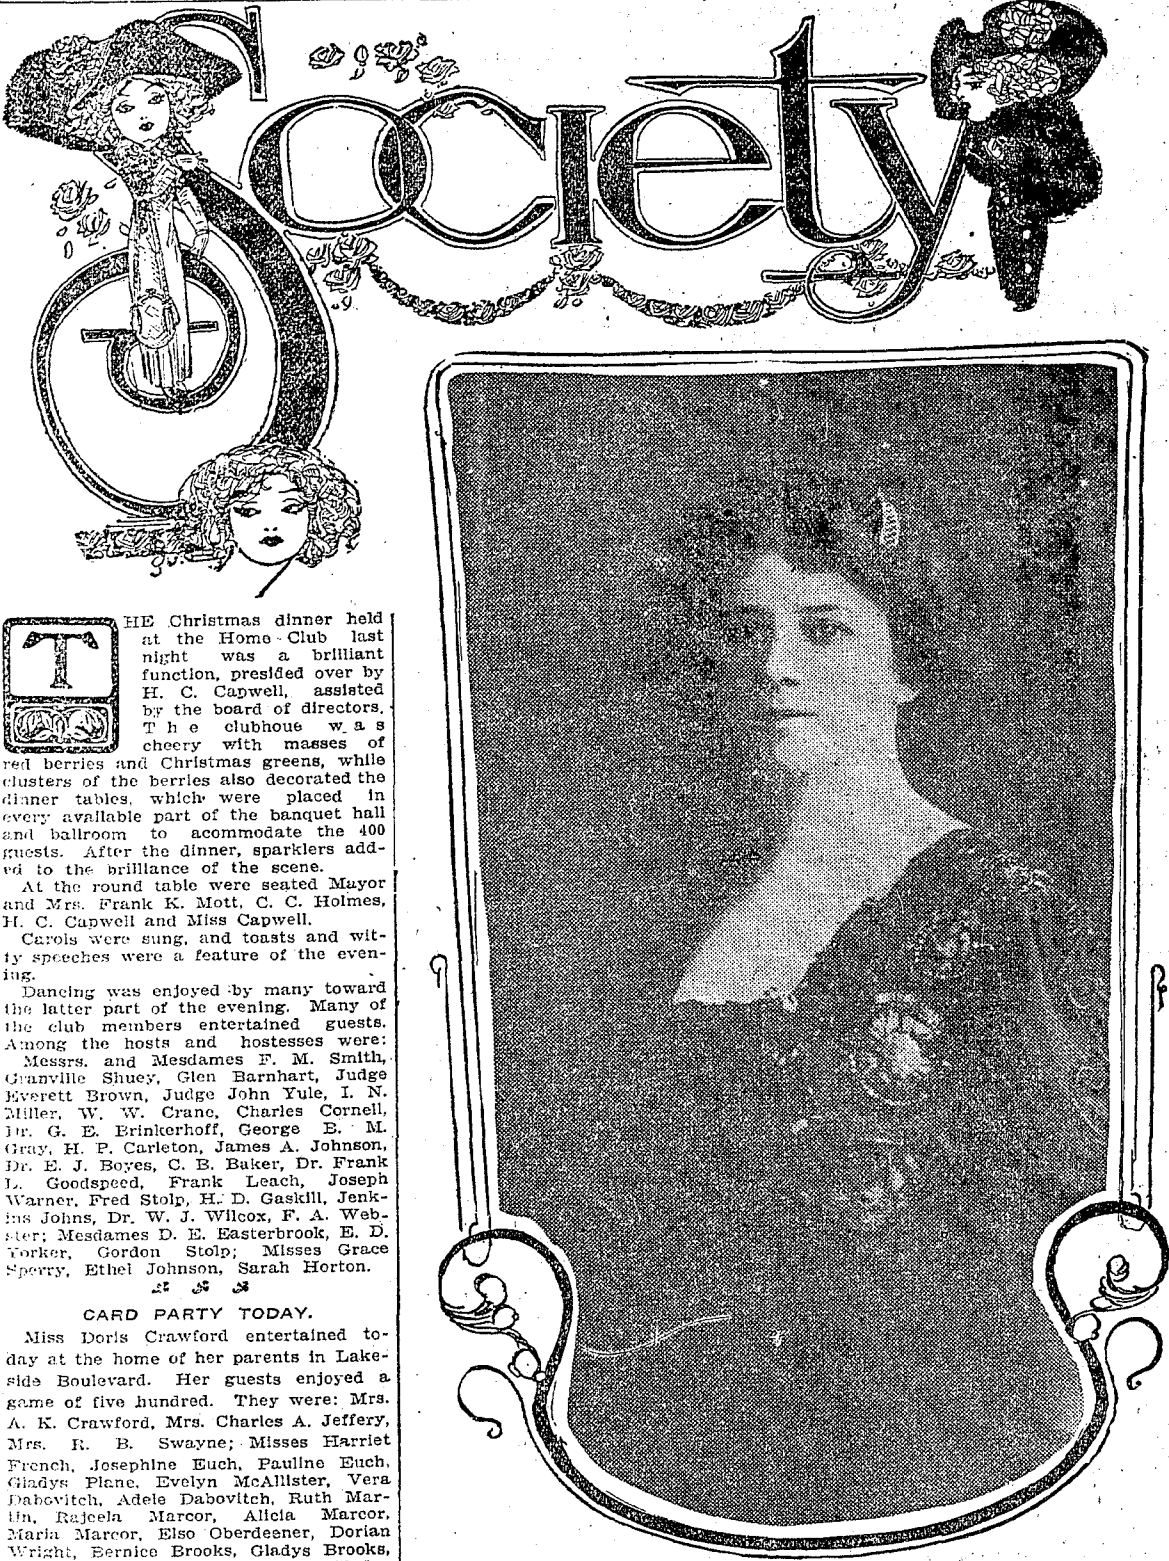 Society
THE Christmas dinner held
at the Home Club last
night was a brilliant
function, presided over by
H. C. Capwell, assisted
by the board of directors.
The clubhoue was
cheery with masses of
red berries and Christmas greens, while
clusters of the berries also decorated the
dinner tables, which were placed in
every available part of the banquet hall
and ballroom to acommodate the 400
guests. After the dinner, sparklers add-
ed to the brilliance of the scene.
At the round table were seated Mayor
and Mrs. Frank K. Mott, C. C. Holmes,
H. C. Capwell and Miss Capwell.
Carols were sung, and toasts and wit-
ty speeches were a feature of the even-
ing.
Dancing was enjoyed by many toward
the latter part of the evening. Many of
the club members entertained guests.
Among the hosts and hostesses were:
Messrs. and Mesdames F. M. Smith,
Granville Shuey, Glen Barnhart, Judge
Everett Brown, Judge John Yule, I. N.
Miller, W. W. Crane, Charles Cornell,
Dr. G. E. Brinkerhoff, George E. M.
Gray, H. P. Carleton, James A. Johnson,
Dr. E. J. Boyes, C. B. Baker, Dr. Frank
L. Goodspeed, Frank Leach, Joseph
Warner, Fred Stolp, H. D. Gaskill, Jenk-
ins Johns, Dr. W. J. Wilcox, F. A. Web-
ster; Mesdames D. E. Easterbrook, E. D.
Yorker, Gordon Stolp; Misses Grace
Sperry, Ethel Johnson, Sarah Horton.
CARD PARTY TODAY.
Miss Doris Crawford entertained to-
day at the home of her parents in Lake-
side Boulevard. Her guests enjoyed a
game of five hundred. They were: Mrs.
A. K. Crawford, Mrs. Charles A. Jeffery,
Mrs. R. B. Swayne; Misses Harriet
French, Josephine Euch, Pauline Euch,
Gladys Plane, Evelyn McAllister, Vera
Dabovitch, Adele Dabovitch, Ruth Mar-
tin, Rajcela Marcor, Alicia Marcor,
Maria Marcor, Elso Oberdeener, Dorian
Wright, Bernice Brooks, Gladys Brooks,